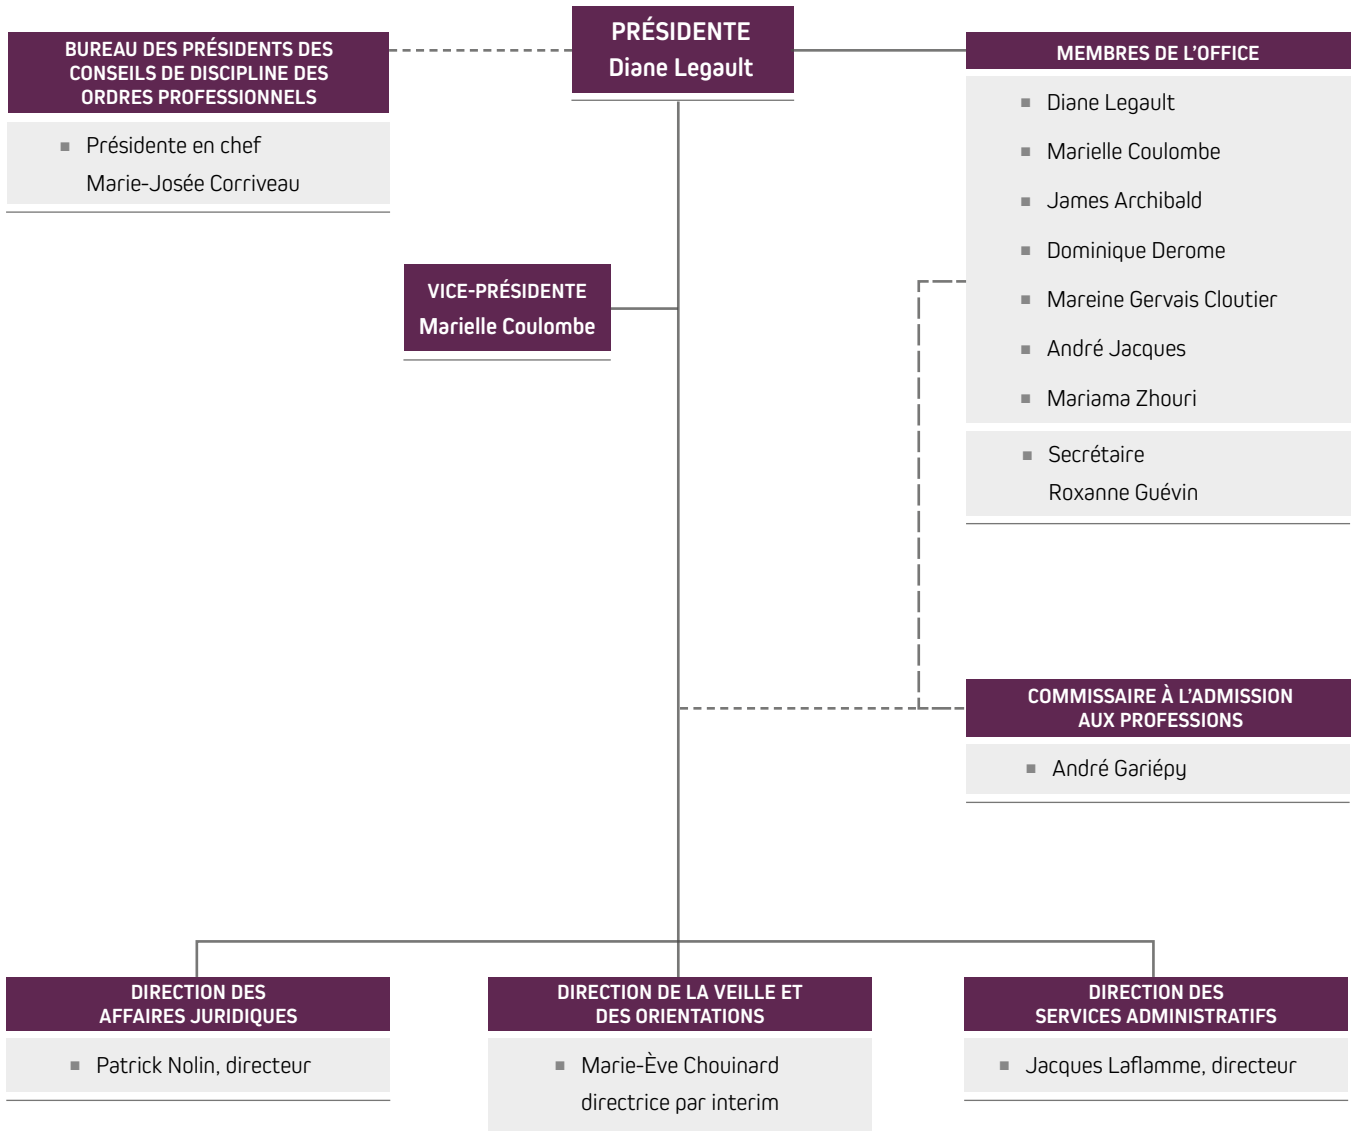 PRÉSIDENTE
Diane Legault
BUREAU DES PRÉSIDENTS DES
CONSEILS DE DISCIPLINE DES
ORDRES PROFESSIONNELS
Présidente en chef
Marie-Josée Corriveau
MEMBRES DE L’OFFICE
Diane Legault
Marielle Coulombe
James Archibald
Dominique Derome
Mareine Gervais Cloutier
André Jacques
Mariama Zhouri
Secrétaire
Roxanne Guévin
VICE-PRÉSIDENTE
Marielle Coulombe
COMMISSAIRE À L’ADMISSION
AUX PROFESSIONS
André Gariépy
DIRECTION DES
AFFAIRES JURIDIQUES
Patrick Nolin, directeur
DIRECTION DE LA VEILLE ET
DES ORIENTATIONS
Marie-Ève Chouinard
directrice par interim
DIRECTION DES
SERVICES ADMINISTRATIFS
Jacques Laflamme, directeur